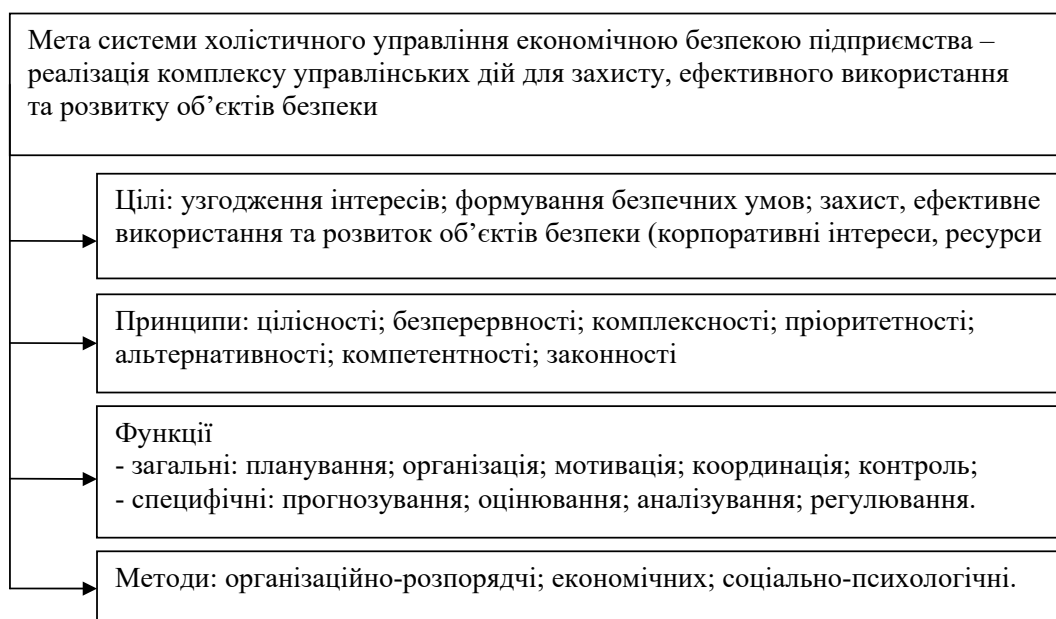 Мета системи холістичного управління економічною безпекою підприємства –
реалізація комплексу управлінських дій для захисту, ефективного використання
та розвитку об’єктів безпеки
Цілі: узгодження інтересів; формування безпечних умов; захист, ефективне
використання та розвиток об’єктів безпеки (корпоративні інтереси, ресурси
Принципи: цілісності; безперервності; комплексності; пріоритетності;
альтернативності; компетентності; законності
Функції
- загальні: планування; організація; мотивація; координація; контроль;
- специфічні: прогнозування; оцінювання; аналізування; регулювання.
Методи: організаційно-розпорядчі; економічних; соціально-психологічні.